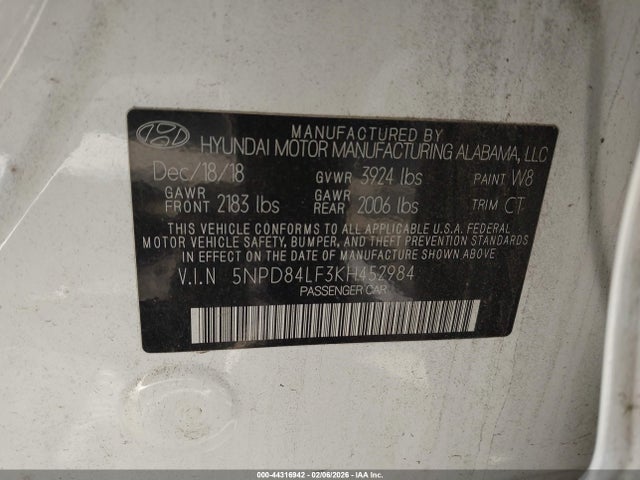 MANUFACTURED BY
HYUNDAI MOTOR MANUFACTURING ALABAMA, LLC
Dec/18/18 GVWR 3924 lbs PAINT W8
GAWR FRONT 2183 lbs GAWR REAR 2006 lbs TRIM CT
THIS VEHICLE CONFORMS TO ALL APPLICABLE U.S.A. FEDERAL
MOTOR VEHICLE SAFETY, BUMPER, AND THEFT PREVENTION STANDARDS
IN EFFECT ON THE DATE OF MANUFACTURE SHOWN ABOVE.
V.I.N 5NPD84LF3KH452984
PASSENGER CAR
000-44316942 - 02/06/2026 - IAA Inc.